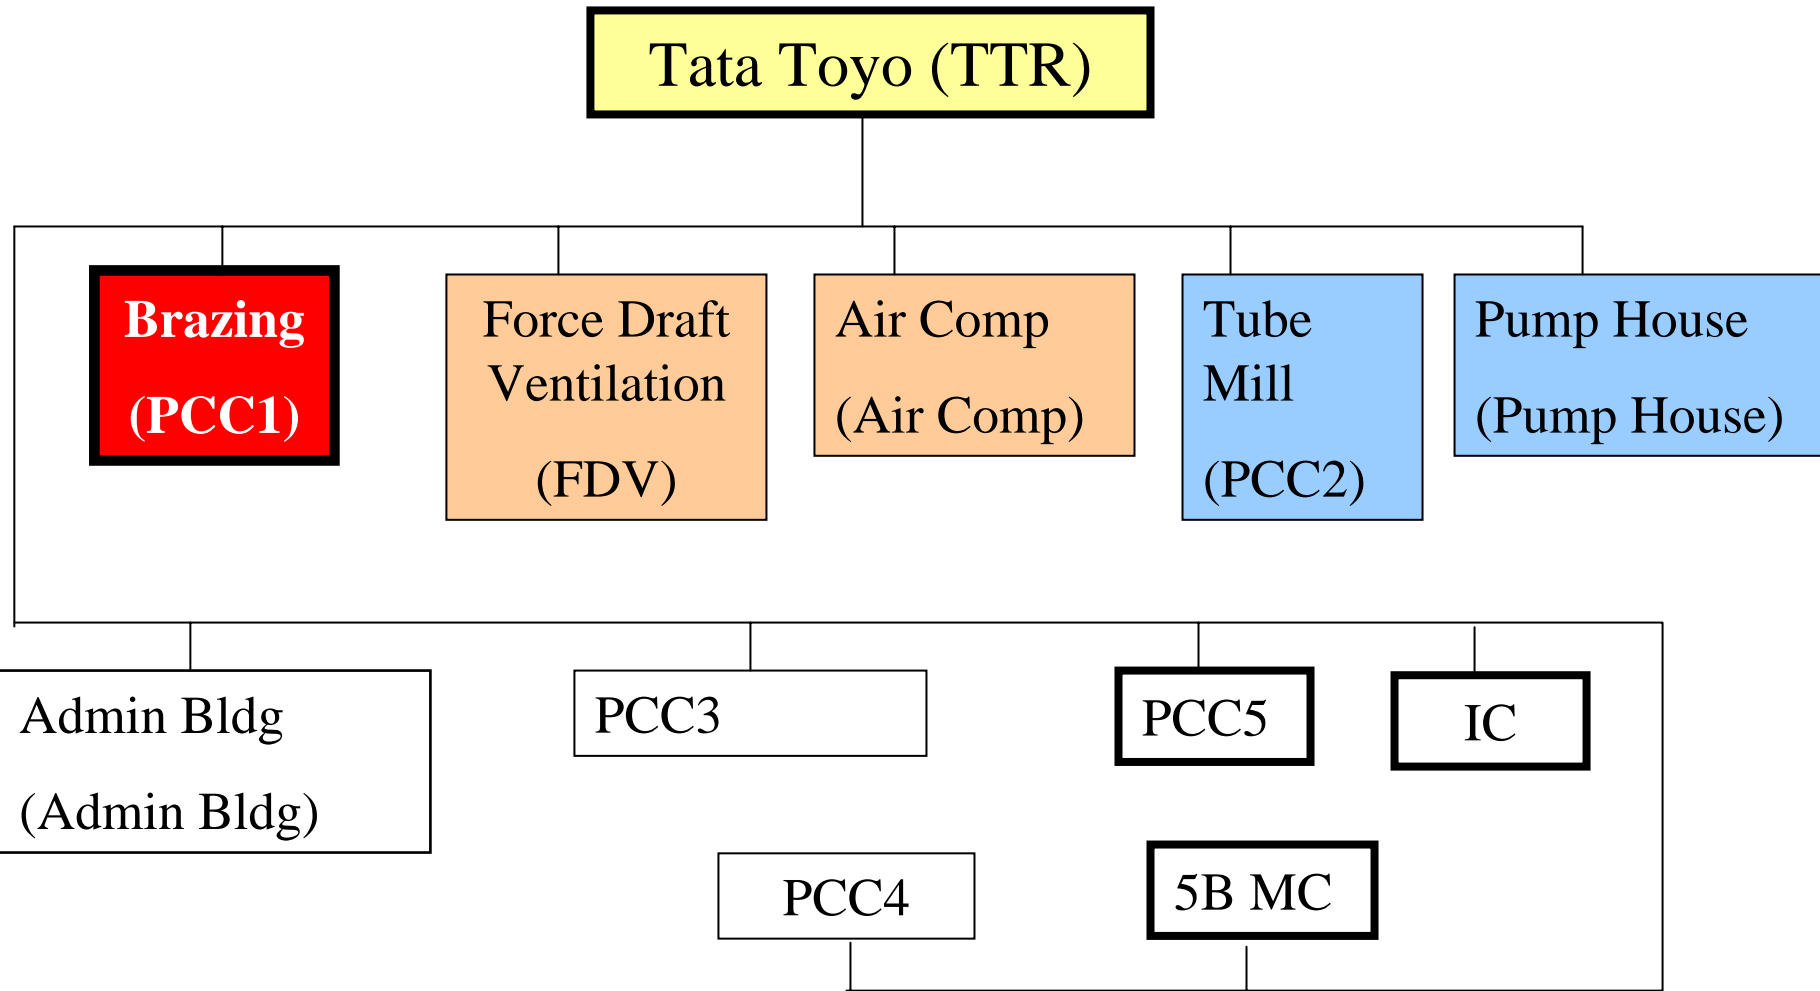 Tata Toyo (TTR)
Brazing
(PCC1)
Force Draft
Ventilation
(FDV)
Air Comp
(Air Comp)
Tube
Mill
(PCC2)
Pump House
(Pump House)
Admin Bldg
(Admin Bldg)
PCC3
PCC5
IC
PCC4
5B MC